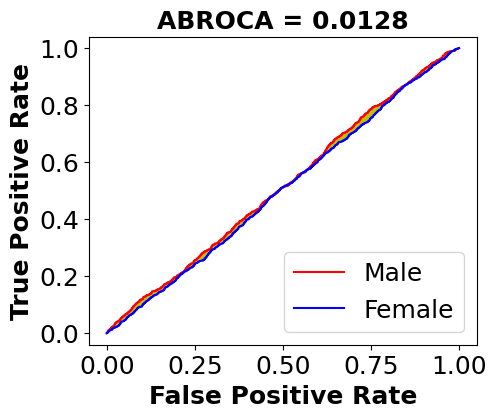 ABROCA = 0.0128
True Positive Rate
1.0
0.8
0.6
0.4
0.2
0.0
Male
Female
0.00 0.25 0.50 0.75 1.00
False Positive Rate